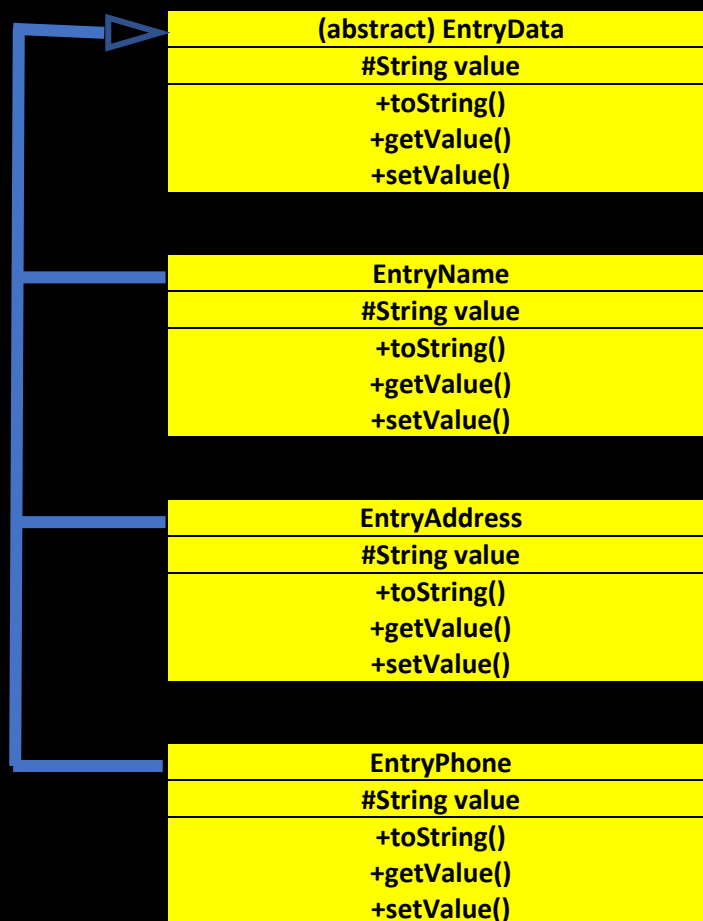 (abstract) EntryData
#String value
+toString()
+getValue()
+setValue()
EntryName
#String value
+toString()
+getValue()
+setValue()
EntryAddress
#String value
+toString()
+getValue()
+setValue()
EntryPhone
#String value
+toString()
+getValue()
+setValue()